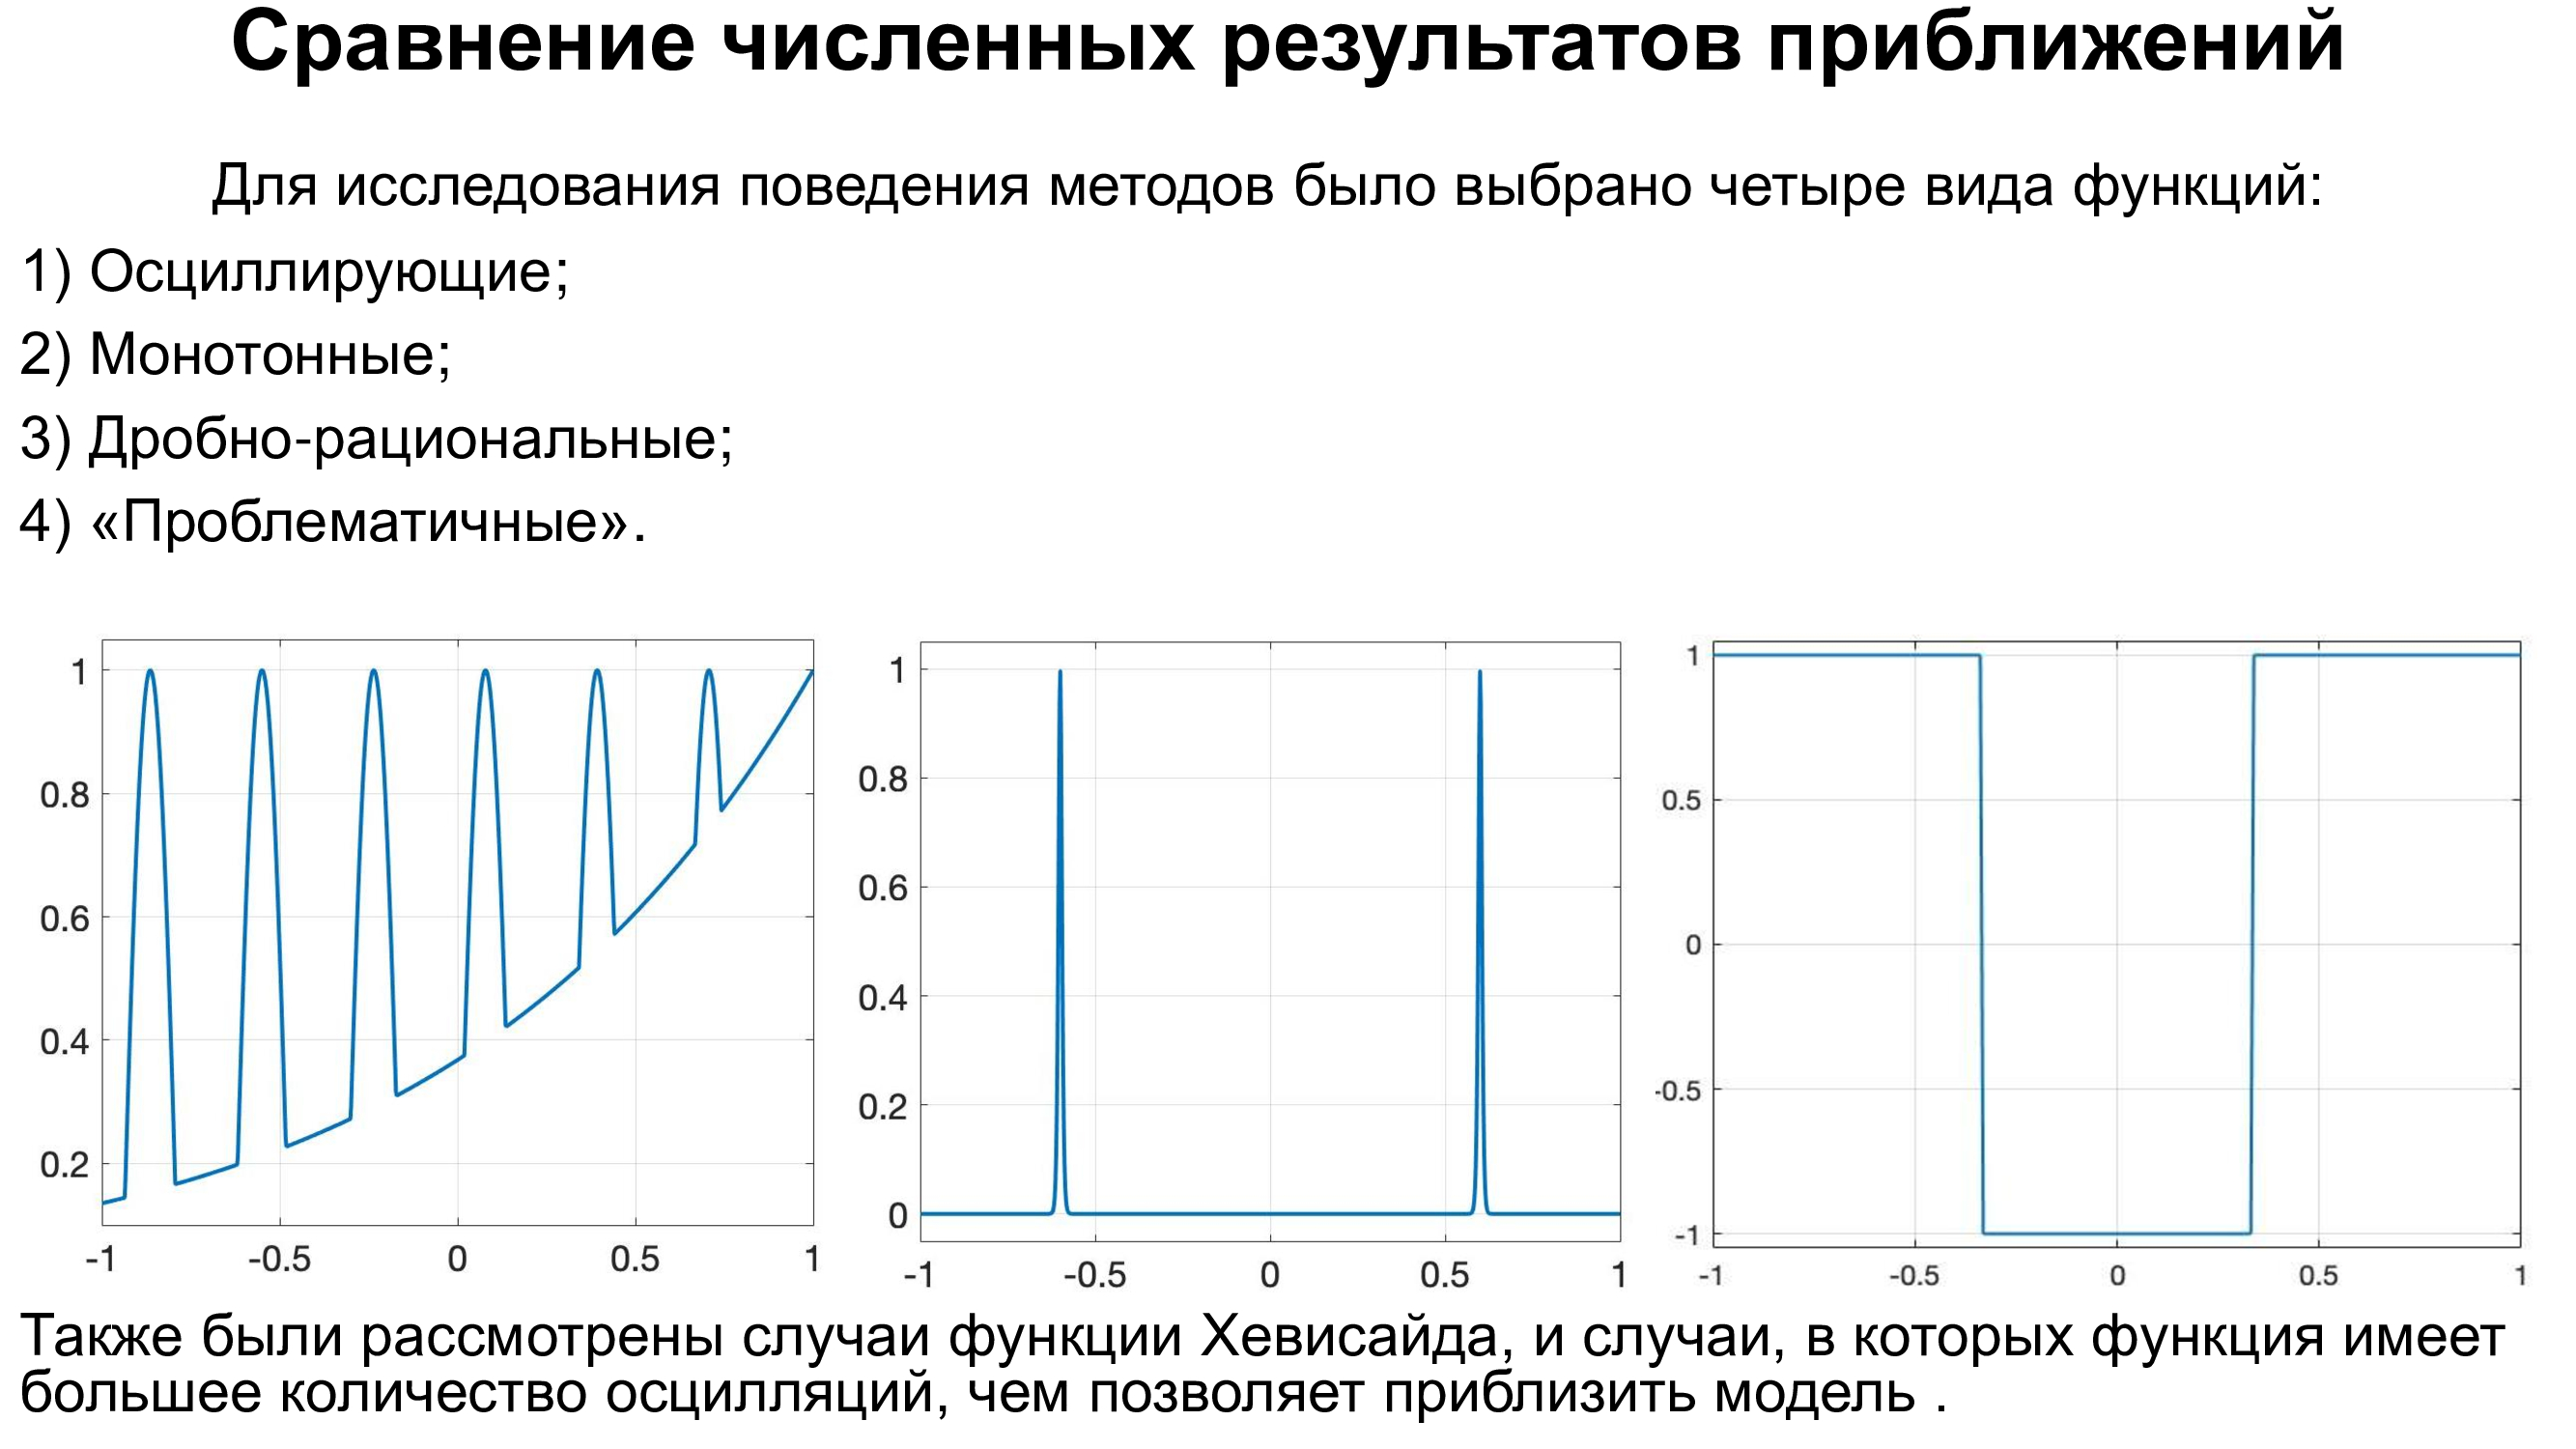 Сравнение численных результатов приближений
Для исследования поведения методов было выбрано четыре вида функций:
1) Осциллирующие;
2) Монотонные;
3) Дробно-рациональные;
4) «Проблематичные».
1
0.8
0.6
0.4
0.2
-1 -0.5 0 0.5 1
1
0.8
0.6
0.4
0.2
0
-1 -0.5 0 0.5 1
1
0.5
0
-0.5
-1
-1 -0.5 0 0.5 1
Также были рассмотрены случаи функции Хевисайда, и случаи, в которых функция имеет
большее количество осцилляций, чем позволяет приблизить модель .